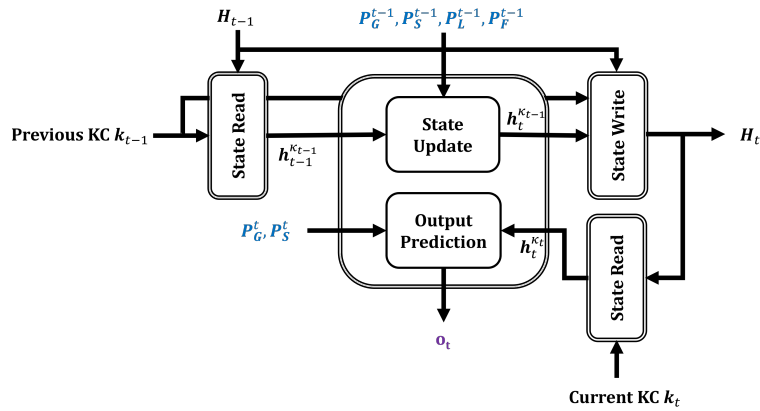 H_{t−1}
P_G^{t−1}, P_S^{t−1}, P_L^{t−1}, P_F^{t−1}
Previous KC k_{t−1}
State Read
h_{t−1}^{κ_{t−1}}
State
Update
h_t^{κ_{t−1}}
State Write
H_t
P_G^t, P_S^t
Output
Prediction
h_t^{κ_t}
State Read
o_t
Current KC k_t